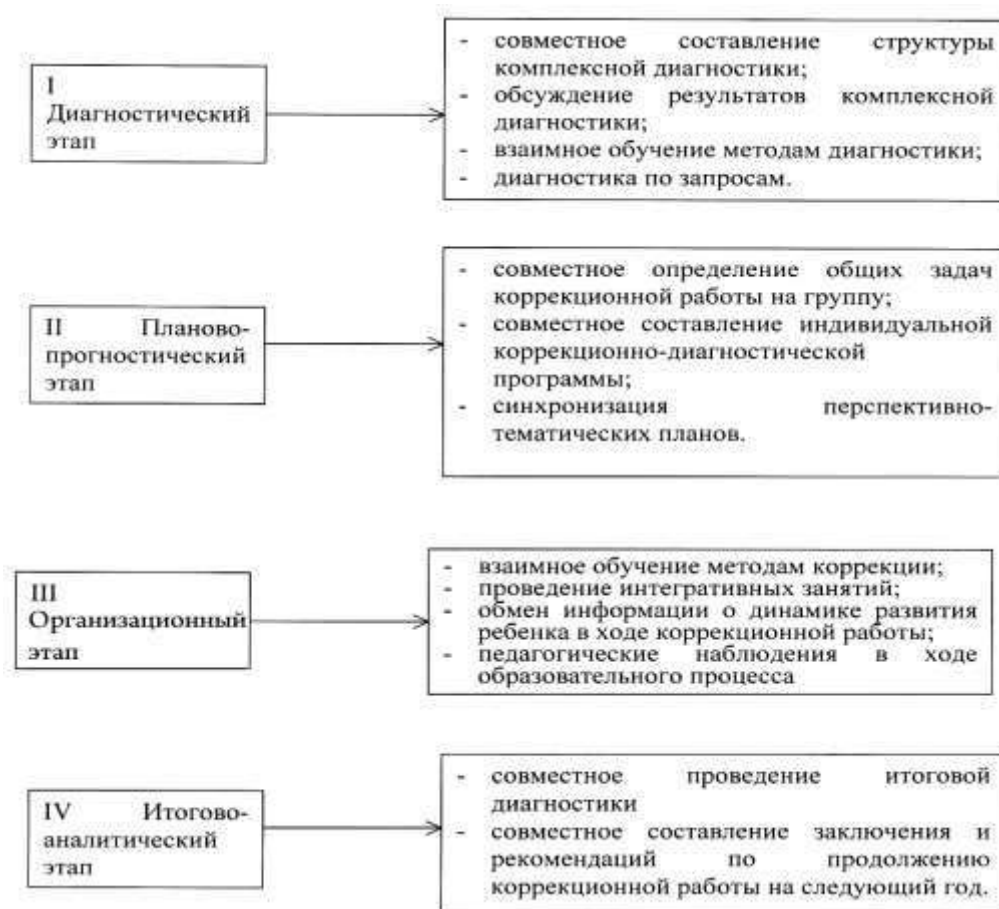 I
Диагностический
этап
- совместное составление структуры
комплексной диагностики;
- обсуждение результатов комплексной
диагностики;
- взаимное обучение методам диагностики;
- диагностика по запросам.
II Планово-
прогностический
этап
- совместное определение общих задач
коррекционной работы на группу;
- совместное составление индивидуальной
коррекционно-диагностической
программы;
- синхронизация перспективно-
тематических планов.
III
Организационный
этап
- взаимное обучение методам коррекции;
- проведение интегративных занятий;
- обмен информации о динамике развития
ребенка в ходе коррекционной работы;
- педагогические наблюдения в ходе
образовательного процесса
IV Итогово-
аналитический
этап
- совместное проведение итоговой
диагностики
- совместное составление заключения и
рекомендаций по продолжению
коррекционной работы на следующий год.